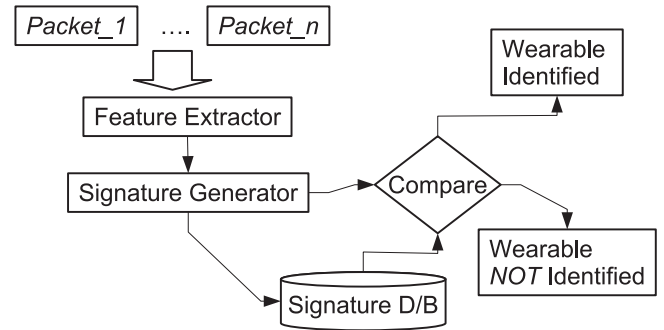 Packet_1 .... Packet_n
Wearable
Identified
Feature Extractor
Signature Generator
Compare
Wearable
NOT Identified
Signature D/B